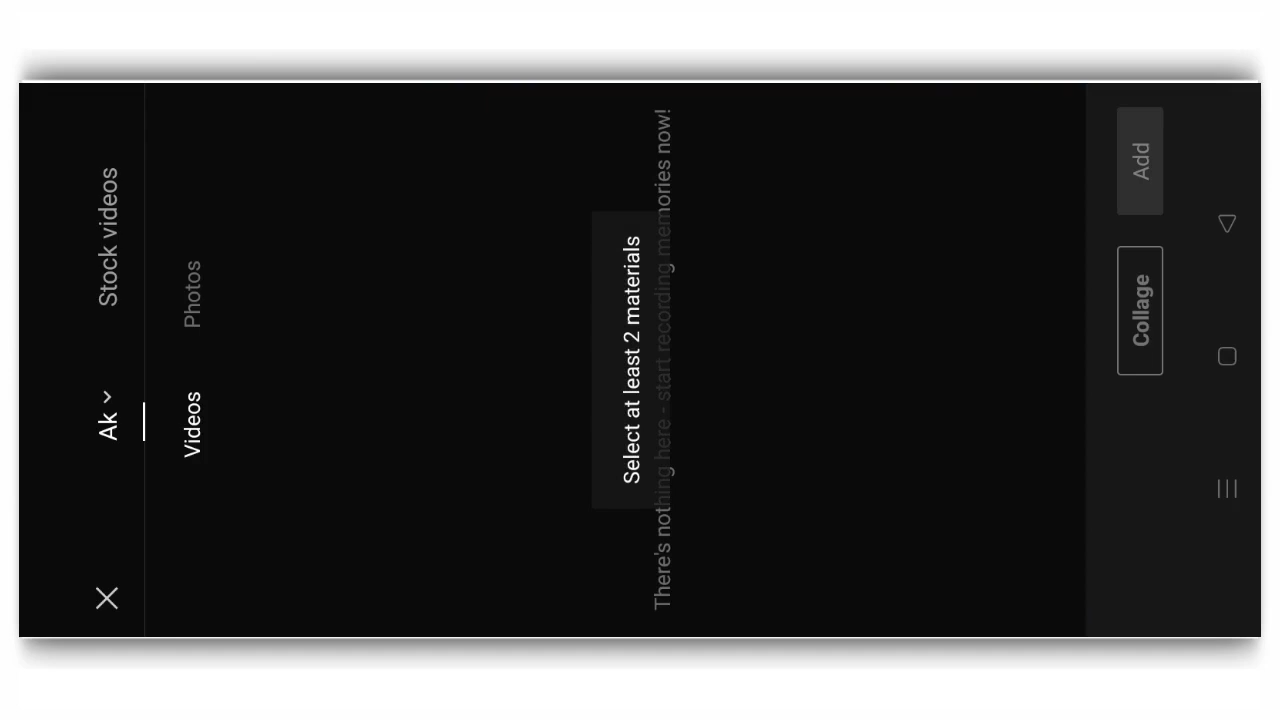 Ak Stock videos
Videos Photos
Select at least 2 materials
There's nothing here - start recording memories now!
Collage Add